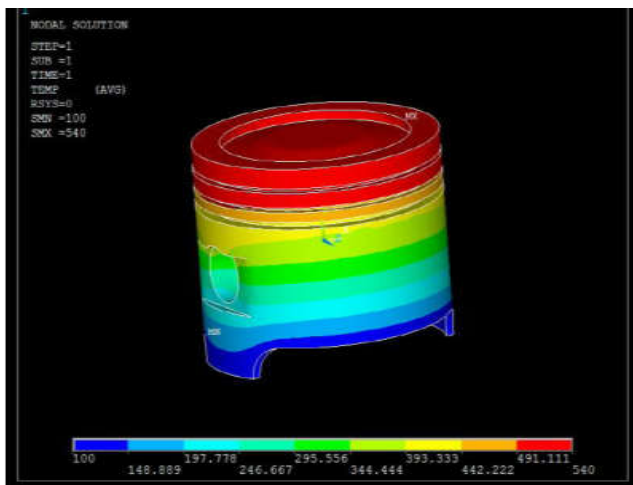 1
NODAL SOLUTION
STEP=1
SUB =1
TIME=1
TEMP (AVG)
RSYS=0
SMN =100
SMX =540
MX
MN
100 197.778 295.556 393.333 491.111
148.889 246.667 344.444 442.222 540